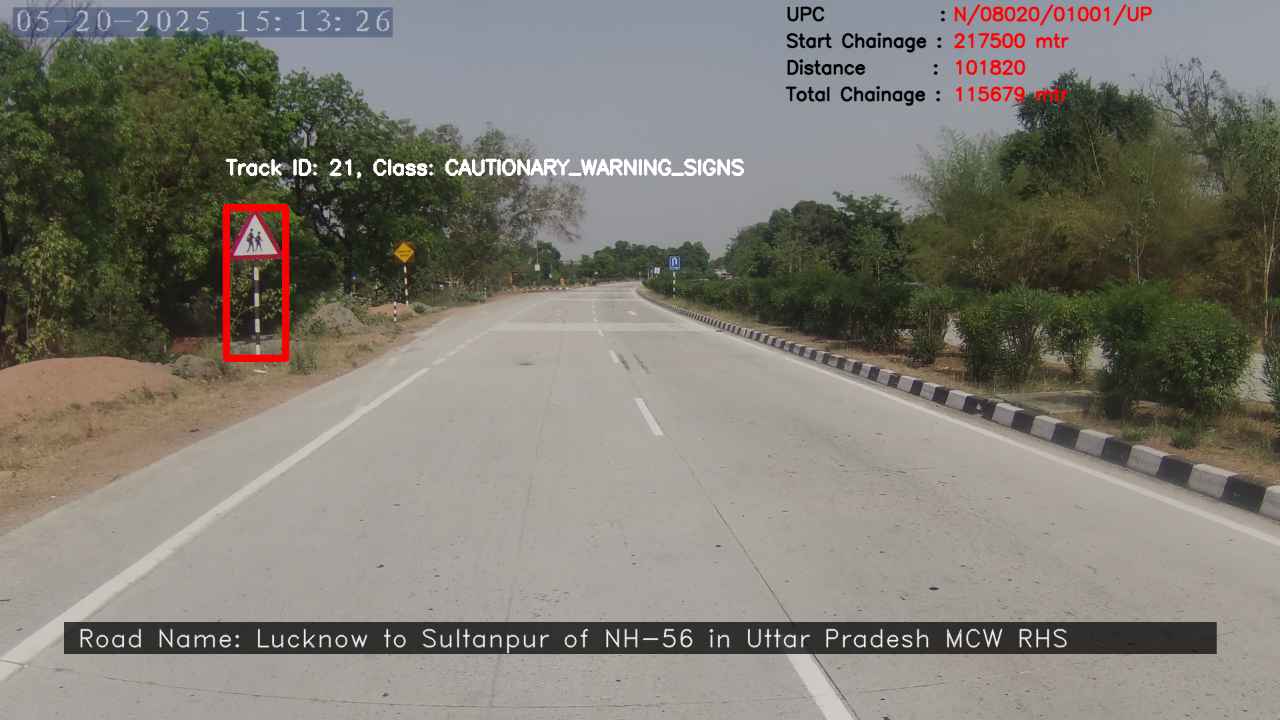 05-20-2025 15:13:26
UPC : N/08020/01001/UP
Start Chainage : 217500 mtr
Distance : 101820
Total Chainage : 115679 mtr
Track ID: 21, Class: CAUTIONARY_WARNING_SIGNS
Road Name: Lucknow to Sultanpur of NH-56 in Uttar Pradesh MCW RHS